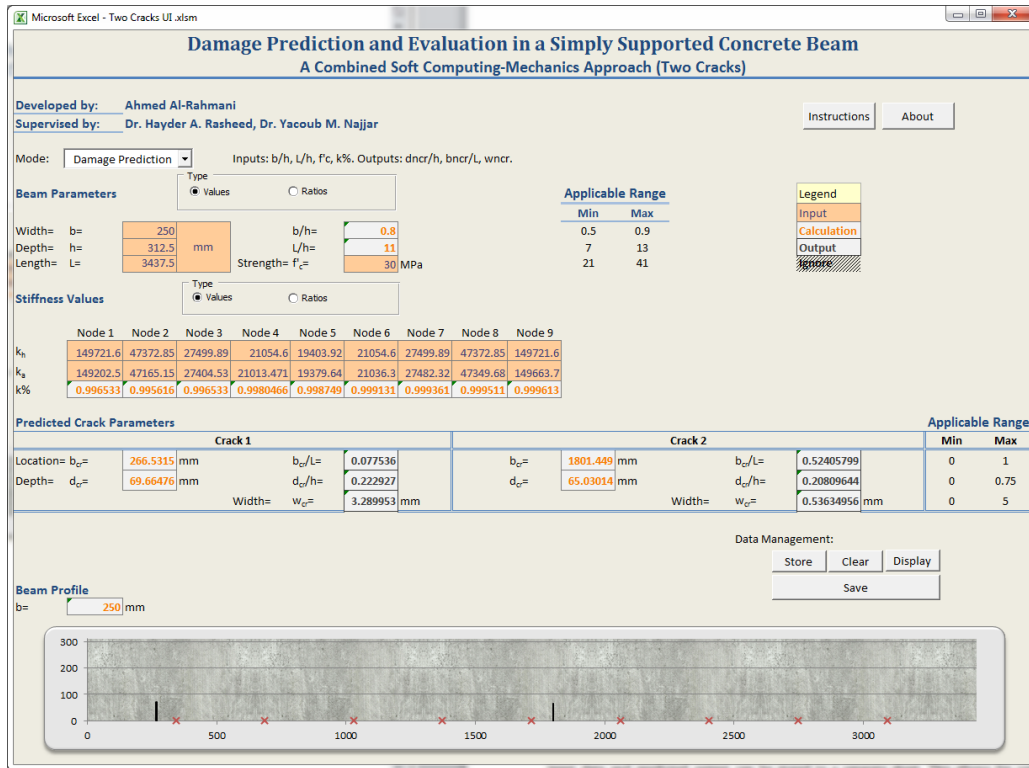 Microsoft Excel - Two Cracks UI .xlsm
Damage Prediction and Evaluation in a Simply Supported Concrete Beam
A Combined Soft Computing-Mechanics Approach (Two Cracks)
Developed by: Ahmed Al-Rahmani
Supervised by: Dr. Hayder A. Rasheed, Dr. Yacoub M. Najjar
Instructions About
Mode: Damage Prediction Inputs: b/h, L/h, f'c, k%. Outputs: dncr/h, bncr/L, wncr.
Type
Beam Parameters Values Ratios Applicable Range Legend
Min Max Input
Width= b= 250 b/h= 0.8 0.5 0.9 Calculation
Depth= h= 312.5 mm L/h= 11 7 13 Output
Length= L= 3437.5 Strength= f'c= 30 MPa 21 41 Ignore
Type
Stiffness Values Values Ratios
Node 1 Node 2 Node 3 Node 4 Node 5 Node 6 Node 7 Node 8 Node 9
kh 149721.6 47372.85 27499.89 21054.6 19403.92 21054.6 27499.89 47372.85 149721.6
ka 149202.5 47165.15 27404.53 21013.471 19379.64 21036.3 27482.32 47349.68 149663.7
k% 0.996533 0.995616 0.996533 0.9980466 0.998749 0.999131 0.999361 0.999511 0.999613
Predicted Crack Parameters Applicable Range
Crack 1 Crack 2 Min Max
Location= bcr= 266.5315 mm bcr/L= 0.077536 bcr= 1801.449 mm bcr/L= 0.52405799 0 1
Depth= dcr= 69.66476 mm dcr/h= 0.222927 dcr= 65.03014 mm dcr/h= 0.20809644 0 0.75
Width= wcr= 3.289953 mm Width= wcr= 0.53634956 mm 0 5
Data Management:
Store Clear Display
Save
Beam Profile
b= 250 mm
300
200
100
0
0 500 1000 1500 2000 2500 3000